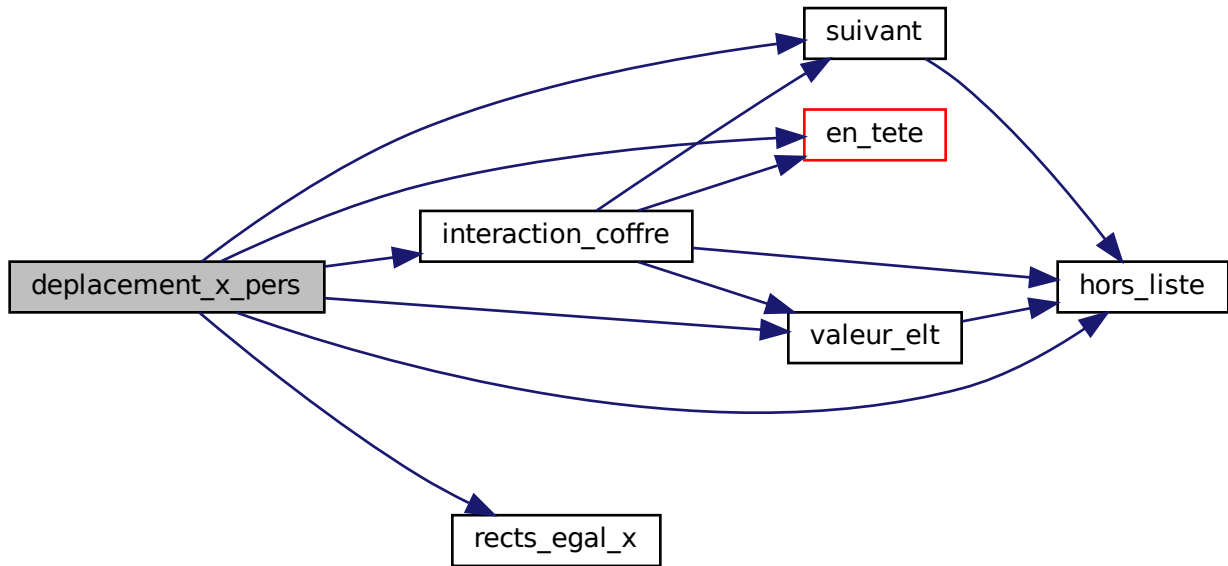 suivant
en_tete
interaction_coffre
deplacement_x_pers
hors_liste
valeur_elt
rects_egal_x